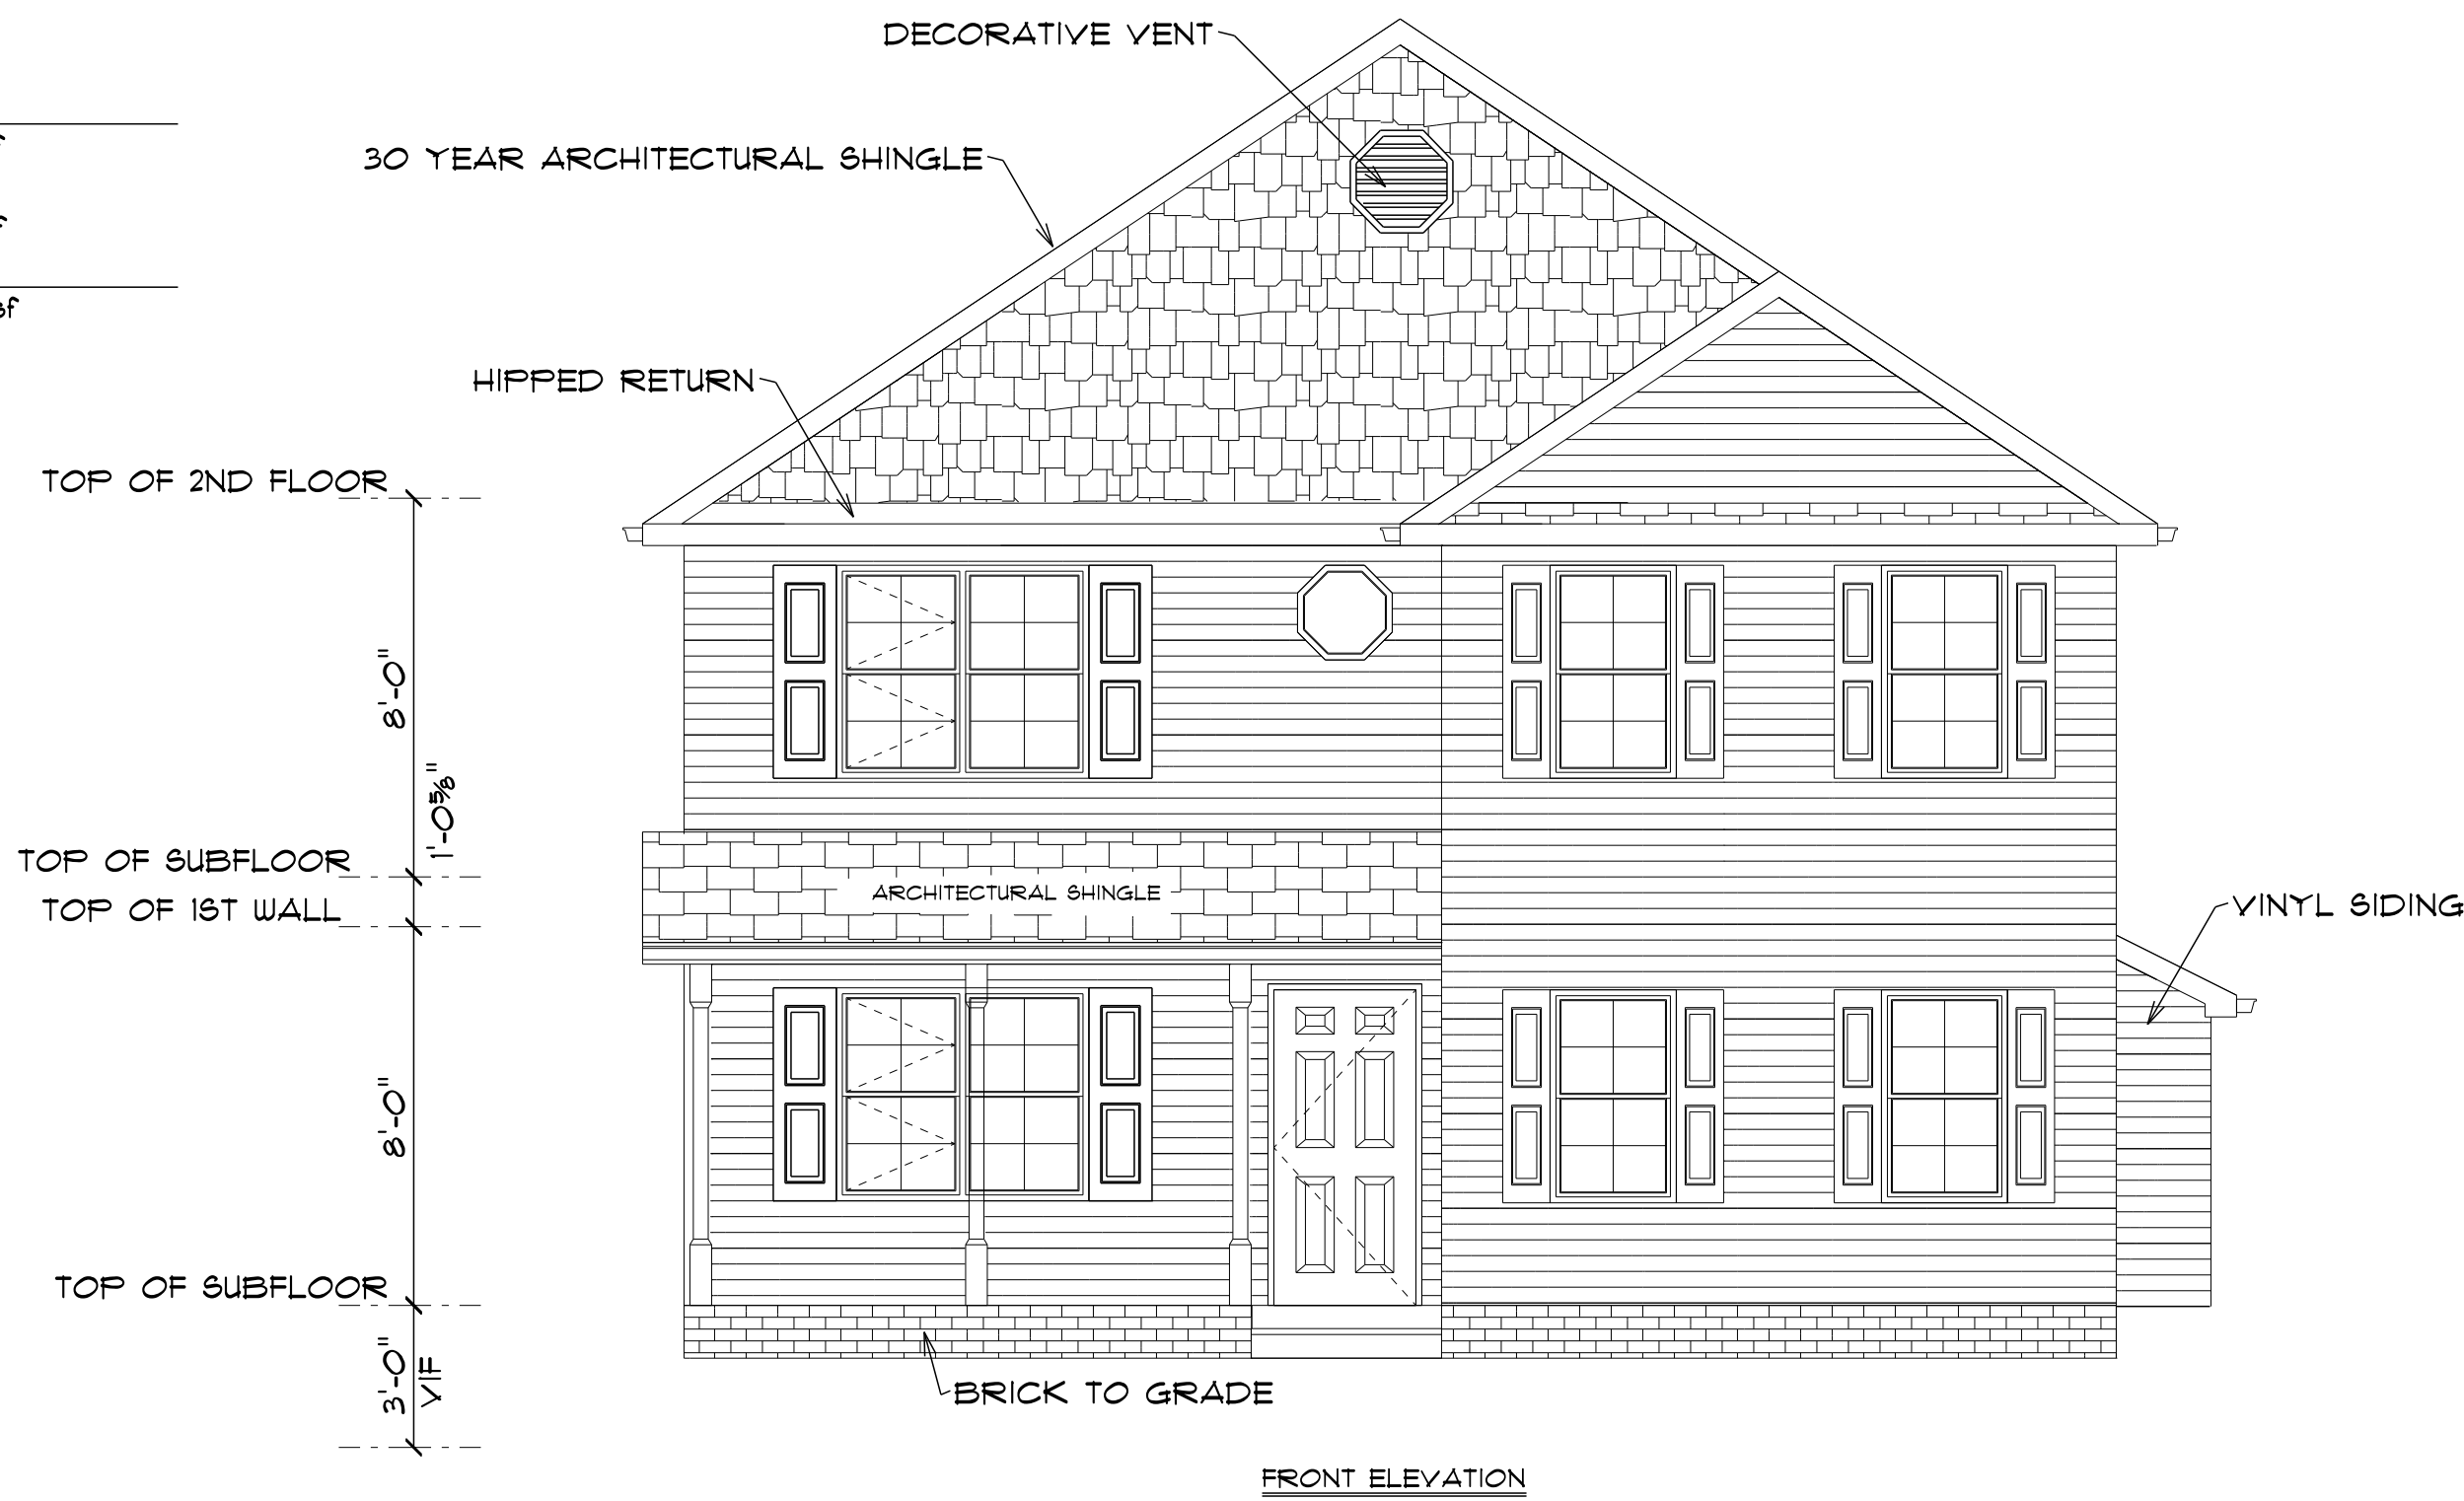 DECORATIVE VENT
30 YEAR ARCHITECTURAL SHINGLE
HIPPED RETURN
TOP OF 2ND FLOOR
8'-0"
1'-0⅝"
TOP OF SUBFLOOR
ARCHITECTURAL SHINGLE
TOP OF 1ST WALL
VINYL SIDING
8'-0"
TOP OF SUBFLOOR
3'-0"
VIF
BRICK TO GRADE
FRONT ELEVATION